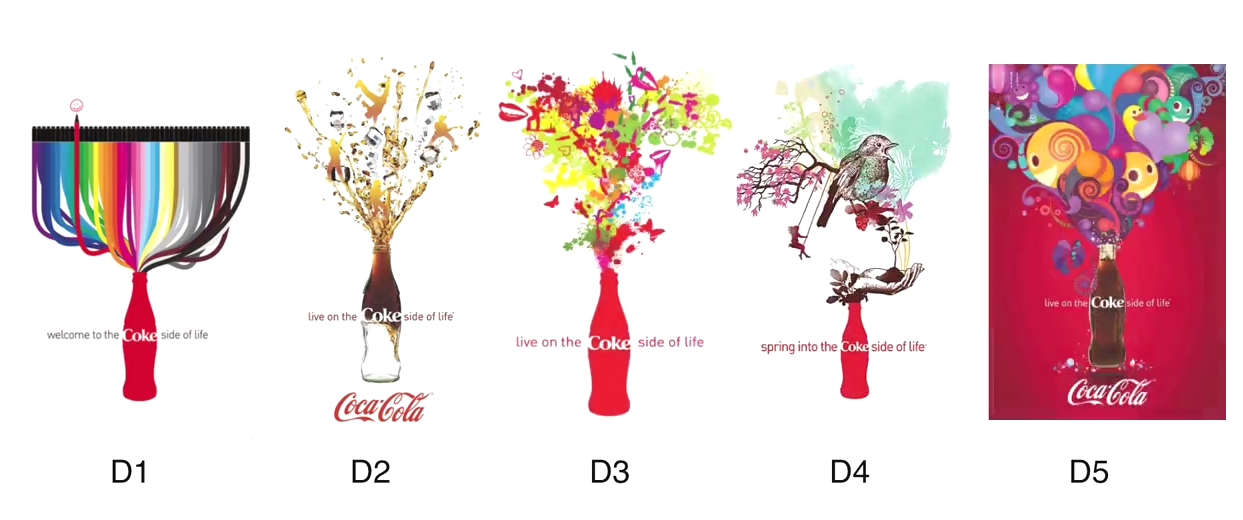 welcome to the Coke side of life
live on the Coke side of life
Coca-Cola
live on the Coke side of life
spring into the Coke side of life
live on the Coke side of life
Coca-Cola
D1
D2
D3
D4
D5